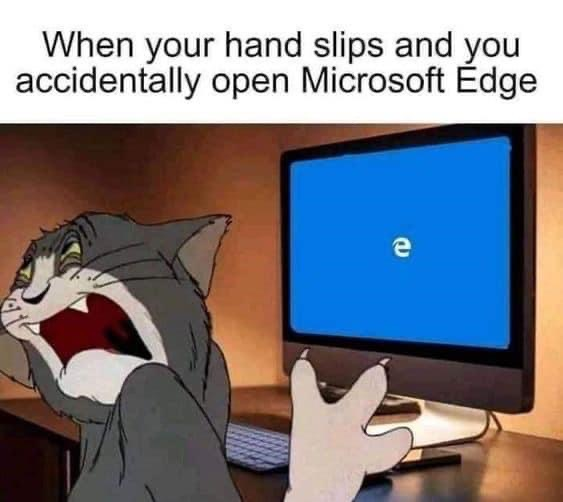 When your hand slips and you
accidentally open Microsoft Edge
e